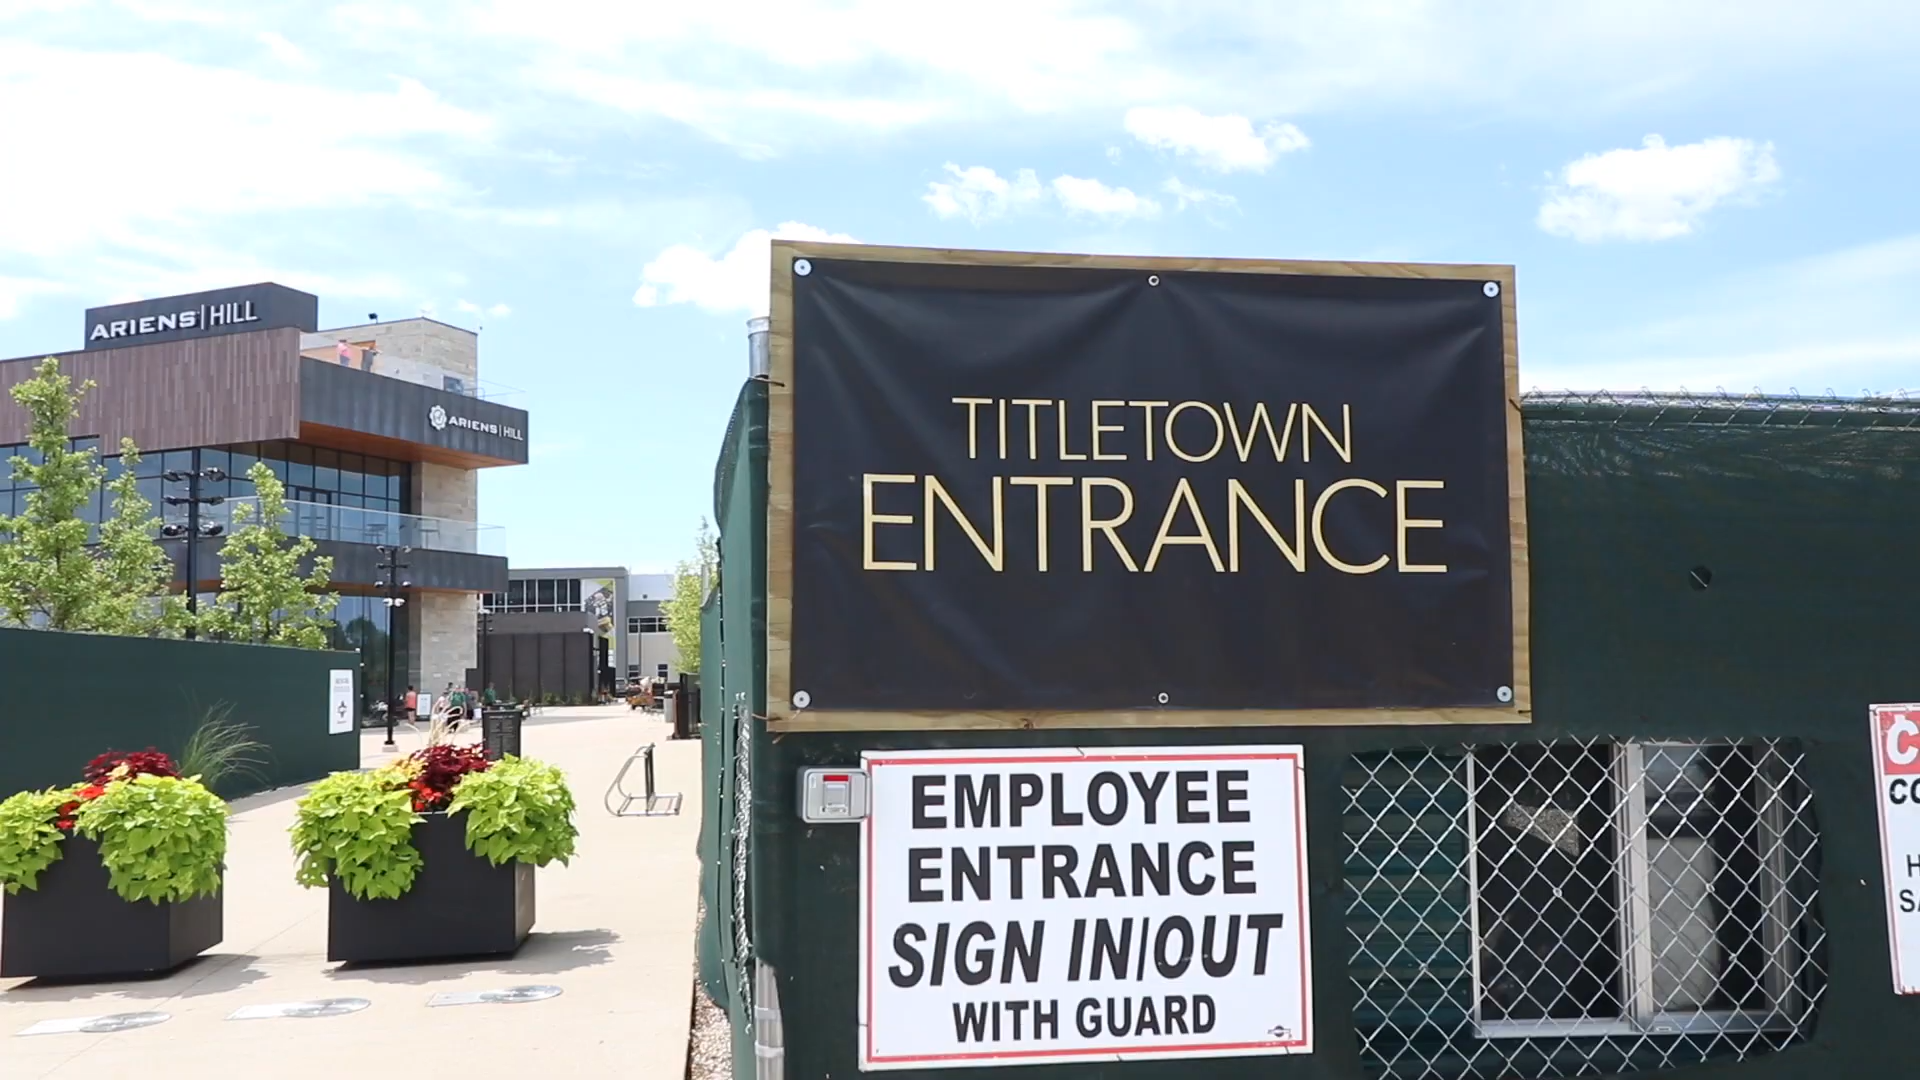 ARIENS|HILL
ARIENS|HILL
TITLETOWN
ENTRANCE
EMPLOYEE
ENTRANCE
SIGN IN/OUT
WITH GUARD